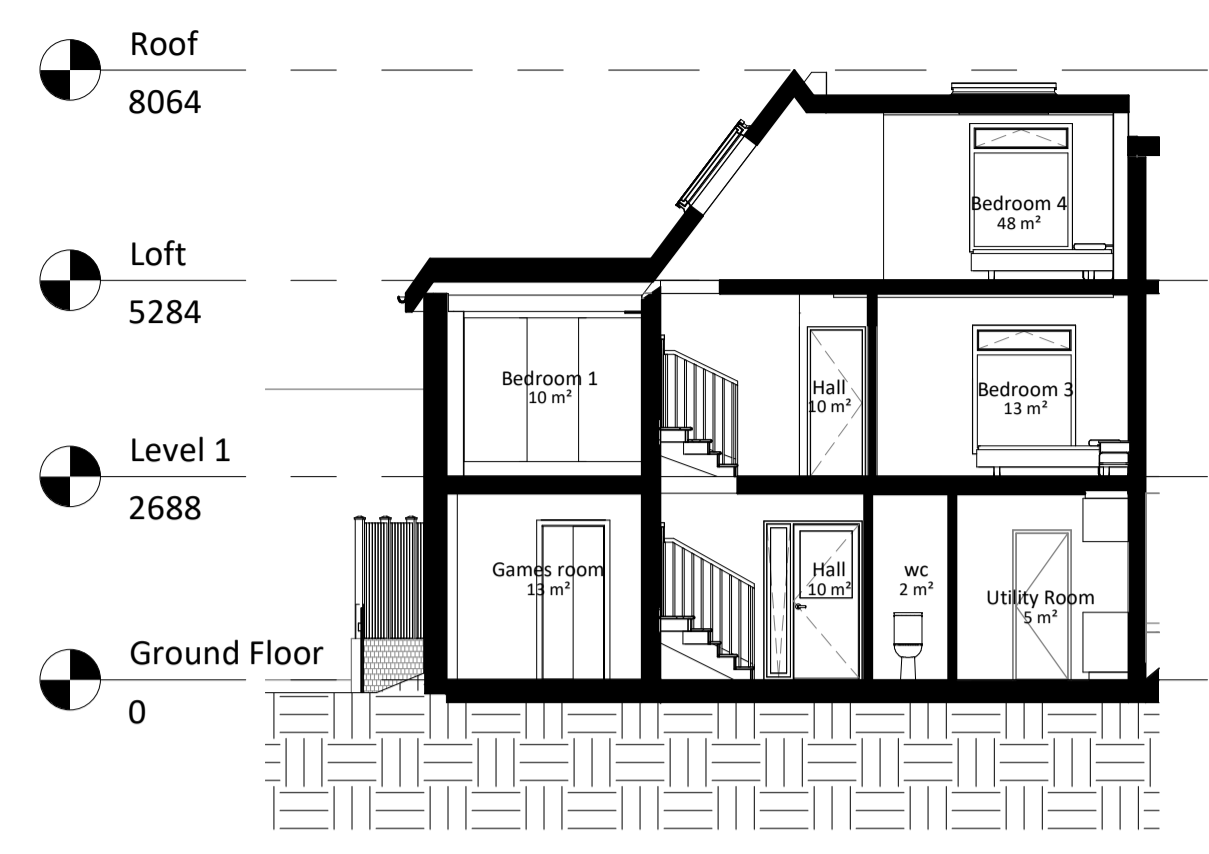 Roof
8064
Bedroom 4
48 m²
Loft
5284
Bedroom 1
10 m²
Hall
10 m²
Bedroom 3
13 m²
Level 1
2688
Games room
13 m²
Hall
10 m²
wc
2 m²
Utility Room
5 m²
Ground Floor
0